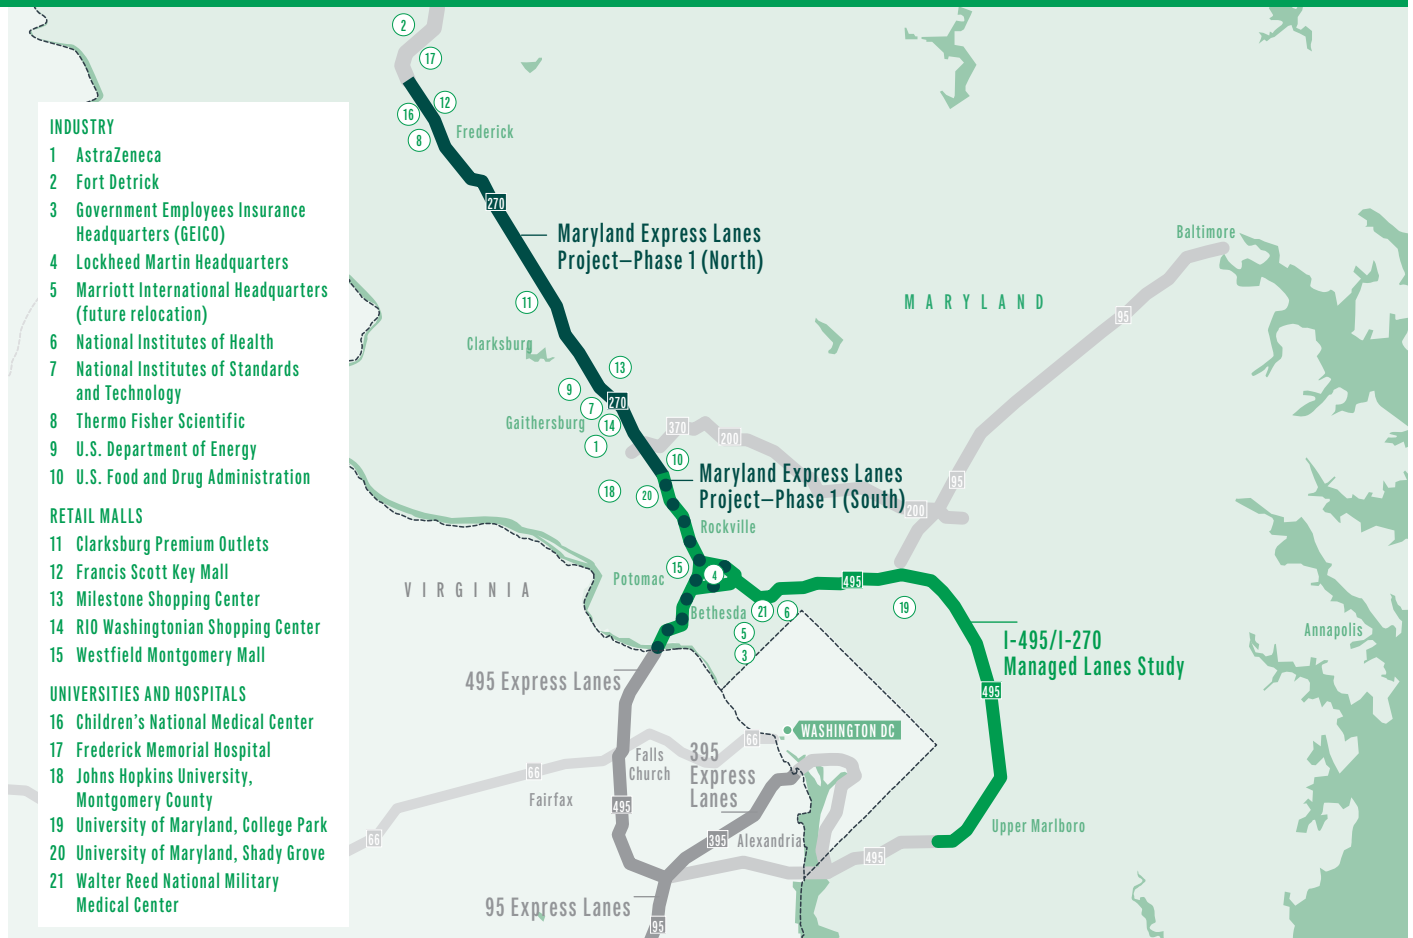 INDUSTRY
1 AstraZeneca
2 Fort Detrick
3 Government Employees Insurance
Headquarters (GEICO)
4 Lockheed Martin Headquarters
5 Marriott International Headquarters
(future relocation)
6 National Institutes of Health
7 National Institutes of Standards
and Technology
8 Thermo Fisher Scientific
9 U.S. Department of Energy
10 U.S. Food and Drug Administration
RETAIL MALLS
11 Clarksburg Premium Outlets
12 Francis Scott Key Mall
13 Milestone Shopping Center
14 RIO Washingtonian Shopping Center
15 Westfield Montgomery Mall
UNIVERSITIES AND HOSPITALS
16 Children's National Medical Center
17 Frederick Memorial Hospital
18 Johns Hopkins University,
Montgomery County
19 University of Maryland, College Park
20 University of Maryland, Shady Grove
21 Walter Reed National Military
Medical Center
2
17
12
16
8
Frederick
270
Maryland Express Lanes
Project—Phase 1 (North)
Baltimore
MARYLAND
11
95
Clarksburg
13
9
270
7
14
Gaithersburg
1
370
200
10
Maryland Express Lanes
Project—Phase 1 (South)
95
18
20
200
Rockville
15
4
Potomac
495
VIRGINIA
Bethesda
21
6
19
5
3
Annapolis
I-495/I-270
Managed Lanes Study
495
495 Express Lanes
WASHINGTON DC
66
Falls
Church
395
Express
Lanes
66
Fairfax
495
66
395
Alexandria
Upper Marlboro
495
95 Express Lanes
95